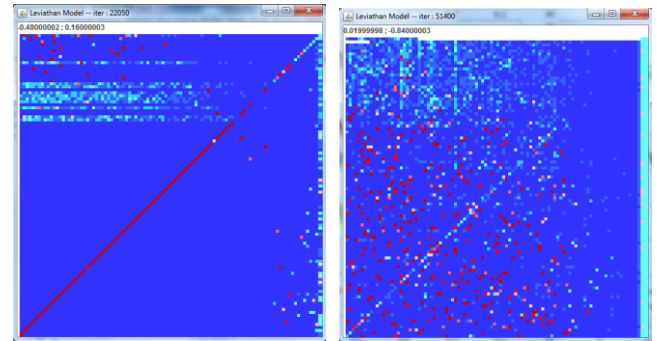 Leviathan Model -- iter : 22050
-0.48000002 ; 0.16000003
Leviathan Model -- iter : 51400
0.01999998 ; -0.84000003